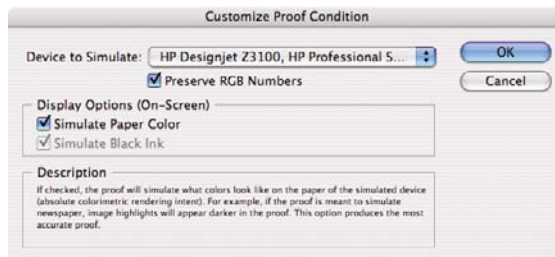 Customize Proof Condition
Device to Simulate: HP Designjet Z3100, HP Professional S...
OK
Preserve RGB Numbers
Cancel
Display Options (On-Screen)
Simulate Paper Color
Simulate Black Ink
Description
If checked, the proof will simulate what colors look like on the paper of the simulated device
(absolute colorimetric rendering intent). For example, if the proof is meant to simulate
newspaper, image highlights will appear darker in the proof. This option produces the most
accurate proof.